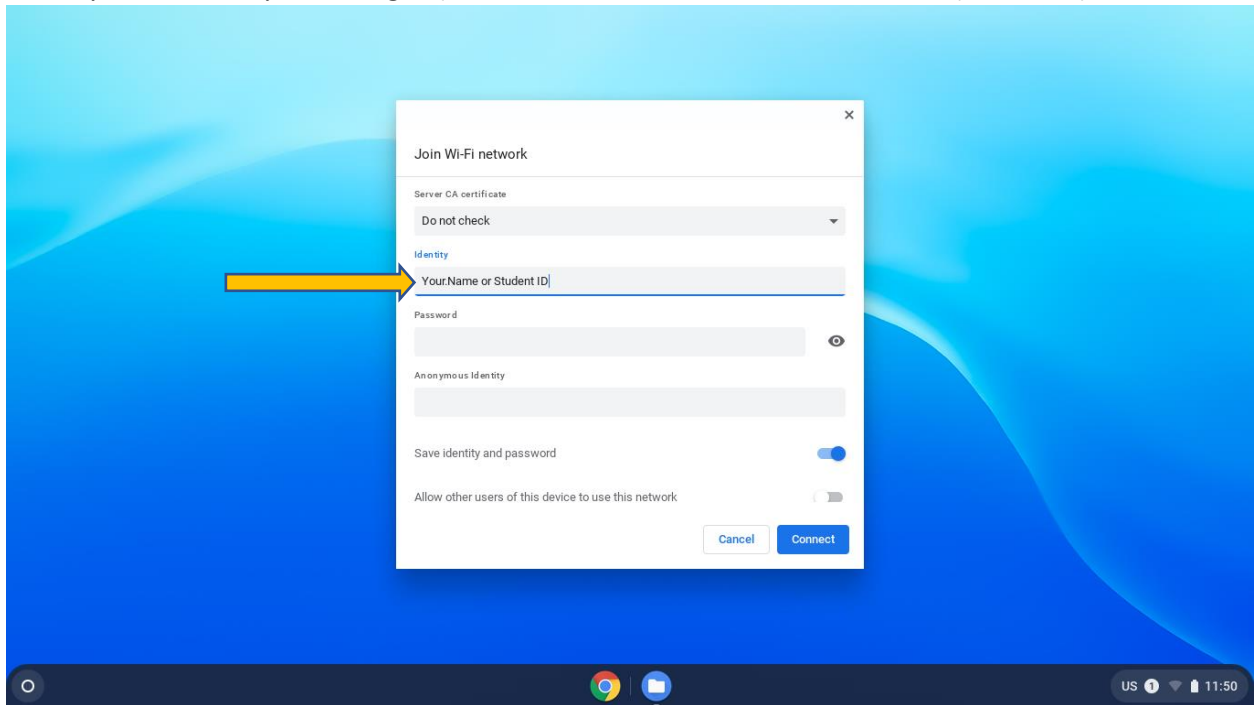 Join Wi-Fi network
Server CA certificate
Do not check
Identity
Your.Name or Student ID
Password
Anonymous Identity
Save identity and password
Allow other users of this device to use this network
Cancel Connect
US 1 11:50